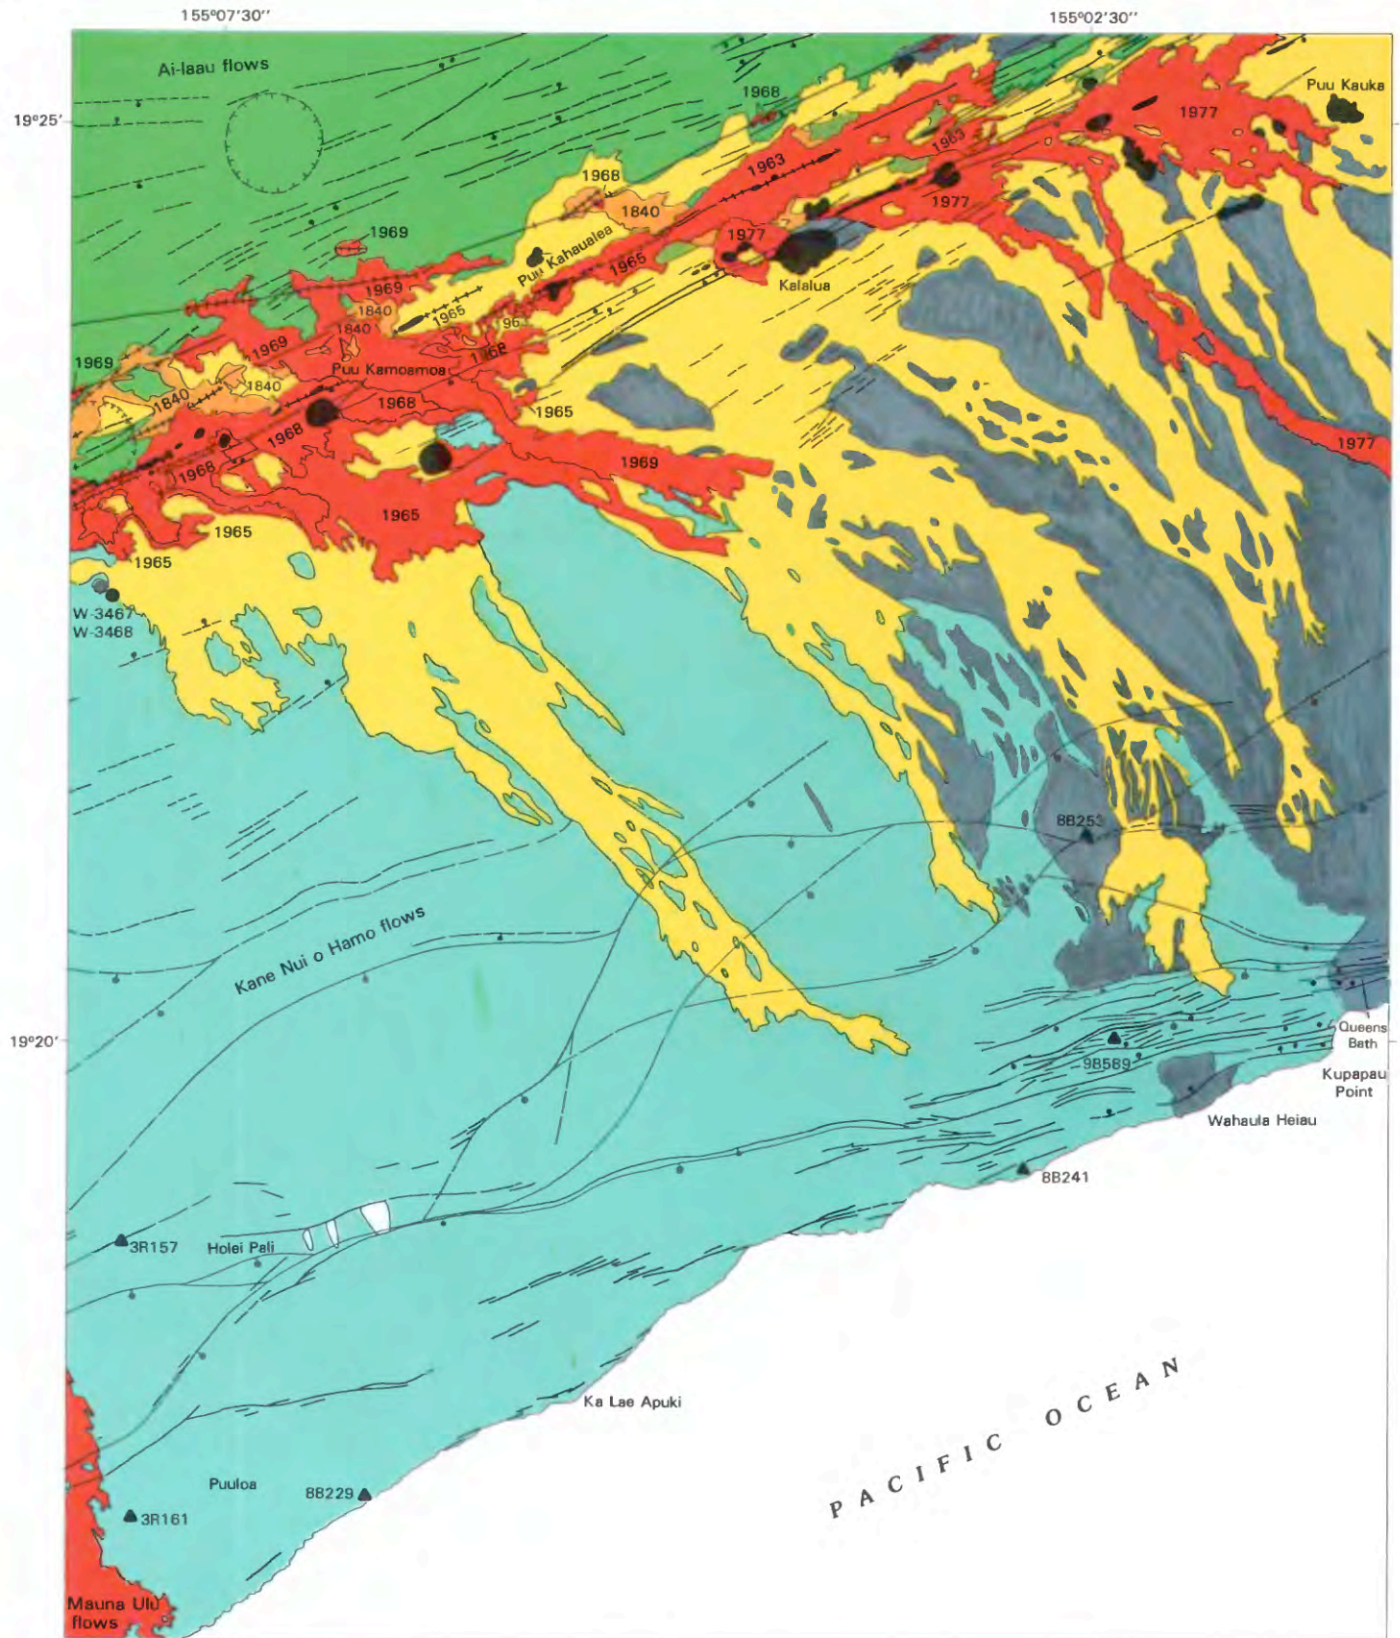 155°07'30"
155°02'30"
Ai-laau flows
1968
Puu Kauka
1977
19°25'
1963
1963
1968
1840
1977
1969
1977
Puu Kahaualea
1965
Kalalua
1969
1840
1965
1840
1969
1968
1969
Puu Kamoamoa
1840
1840
1968
1965
1968
1977
1968
1969
1965
1965
1965
W-3467
W-3468
8B253
Kane Nui o Hamo flows
19°20'
Queens
Bath
9B589
Kupapau
Point
Wahaula Heiau
8B241
3R157
Holei Pali
Ka Lae Apuki
PACIFIC OCEAN
Puuloa
8B229
3R161
Mauna Ulu
flows